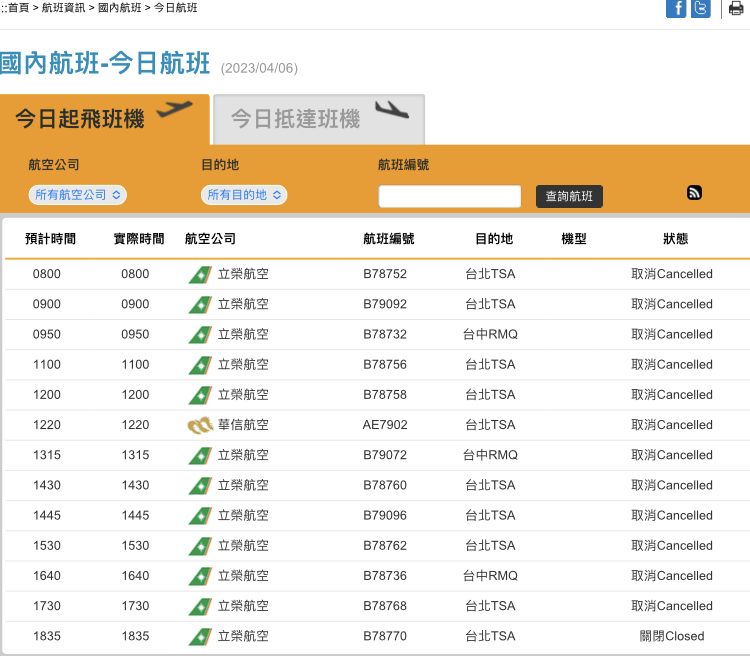 ::首頁 > 航班資訊 > 國內航班 > 今日航班
國內航班-今日航班 (2023/04/06)
今日起飛班機 今日抵達班機
航空公司 目的地 航班編號
所有航空公司 所有目的地 查詢航班
預計時間 實際時間 航空公司 航班編號 目的地 機型 狀態
0800 0800 立榮航空 B78752 台北TSA 取消Cancelled
0900 0900 立榮航空 B79092 台北TSA 取消Cancelled
0950 0950 立榮航空 B78732 台中RMQ 取消Cancelled
1100 1100 立榮航空 B78756 台北TSA 取消Cancelled
1200 1200 立榮航空 B78758 台北TSA 取消Cancelled
1220 1220 華信航空 AE7902 台北TSA 取消Cancelled
1315 1315 立榮航空 B79072 台中RMQ 取消Cancelled
1430 1430 立榮航空 B78760 台北TSA 取消Cancelled
1445 1445 立榮航空 B79096 台北TSA 取消Cancelled
1530 1530 立榮航空 B78762 台北TSA 取消Cancelled
1640 1640 立榮航空 B78736 台中RMQ 取消Cancelled
1730 1730 立榮航空 B78768 台北TSA 取消Cancelled
1835 1835 立榮航空 B78770 台北TSA 關閉Closed